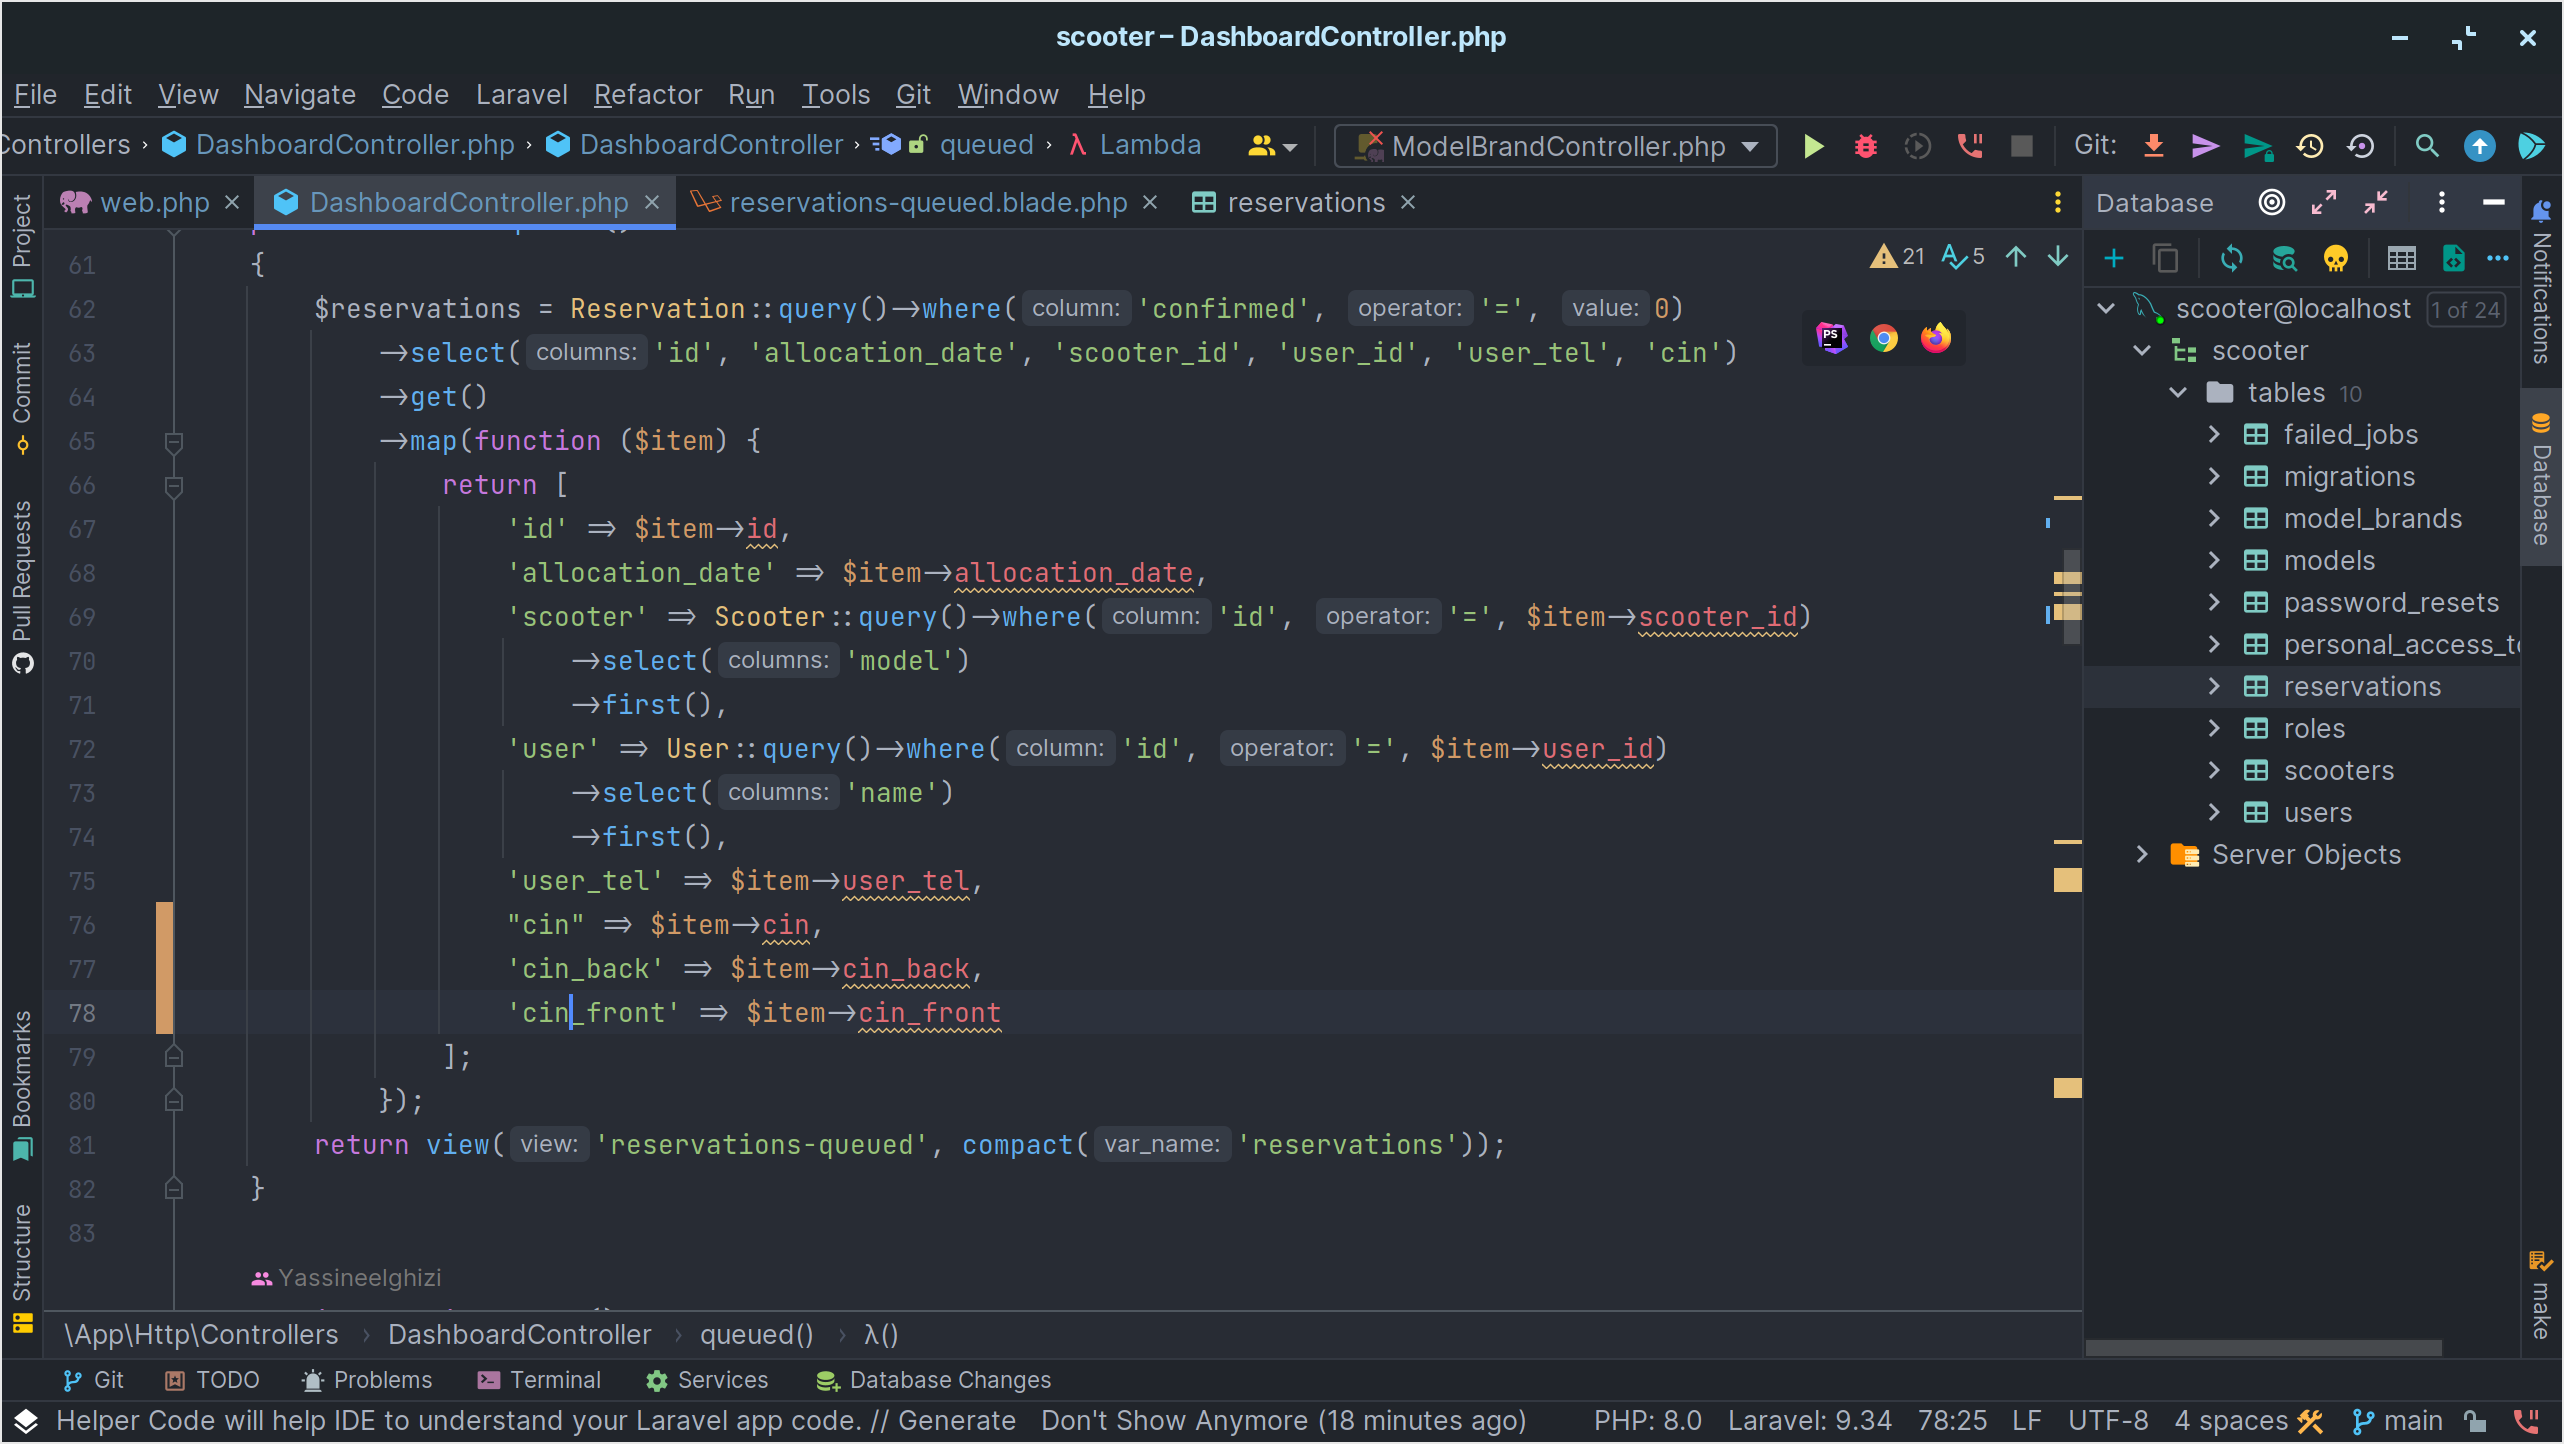 scooter – DashboardController.php
File Edit View Navigate Code Laravel Refactor Run Tools Git Window Help
Controllers › DashboardController.php › DashboardController › queued › λ Lambda ModelBrandController.php Git:
web.php DashboardController.php reservations-queued.blade.php reservations Database
21 5
61 {
62 $reservations = Reservation::query()->where( column: 'confirmed', operator: '=', value: 0)
63 ->select( columns: 'id', 'allocation_date', 'scooter_id', 'user_id', 'user_tel', 'cin')
64 ->get()
65 ->map(function ($item) {
66 return [
67 'id' => $item->id,
68 'allocation_date' => $item->allocation_date,
69 'scooter' => Scooter::query()->where( column: 'id', operator: '=', $item->scooter_id)
70 ->select( columns: 'model')
71 ->first(),
72 'user' => User::query()->where( column: 'id', operator: '=', $item->user_id)
73 ->select( columns: 'name')
74 ->first(),
75 'user_tel' => $item->user_tel,
76 "cin" => $item->cin,
77 'cin_back' => $item->cin_back,
78 'cin_front' => $item->cin_front
79 ];
80 });
81 return view( view: 'reservations-queued', compact( var_name: 'reservations'));
82 }
83
Yassineelghizi
scooter@localhost 1 of 24
scooter
tables 10
failed_jobs
migrations
model_brands
models
password_resets
reservations
roles
scooters
users
Server Objects
Project
Commit
Pull Requests
Bookmarks
Structure
Notifications
Database
make
\App\Http\Controllers › DashboardController › queued() › λ()
Git TODO Problems Terminal Services Database Changes
Helper Code will help IDE to understand your Laravel app code. // Generate Don't Show Anymore (18 minutes ago) PHP: 8.0 Laravel: 9.34 78:25 LF UTF-8 4 spaces main